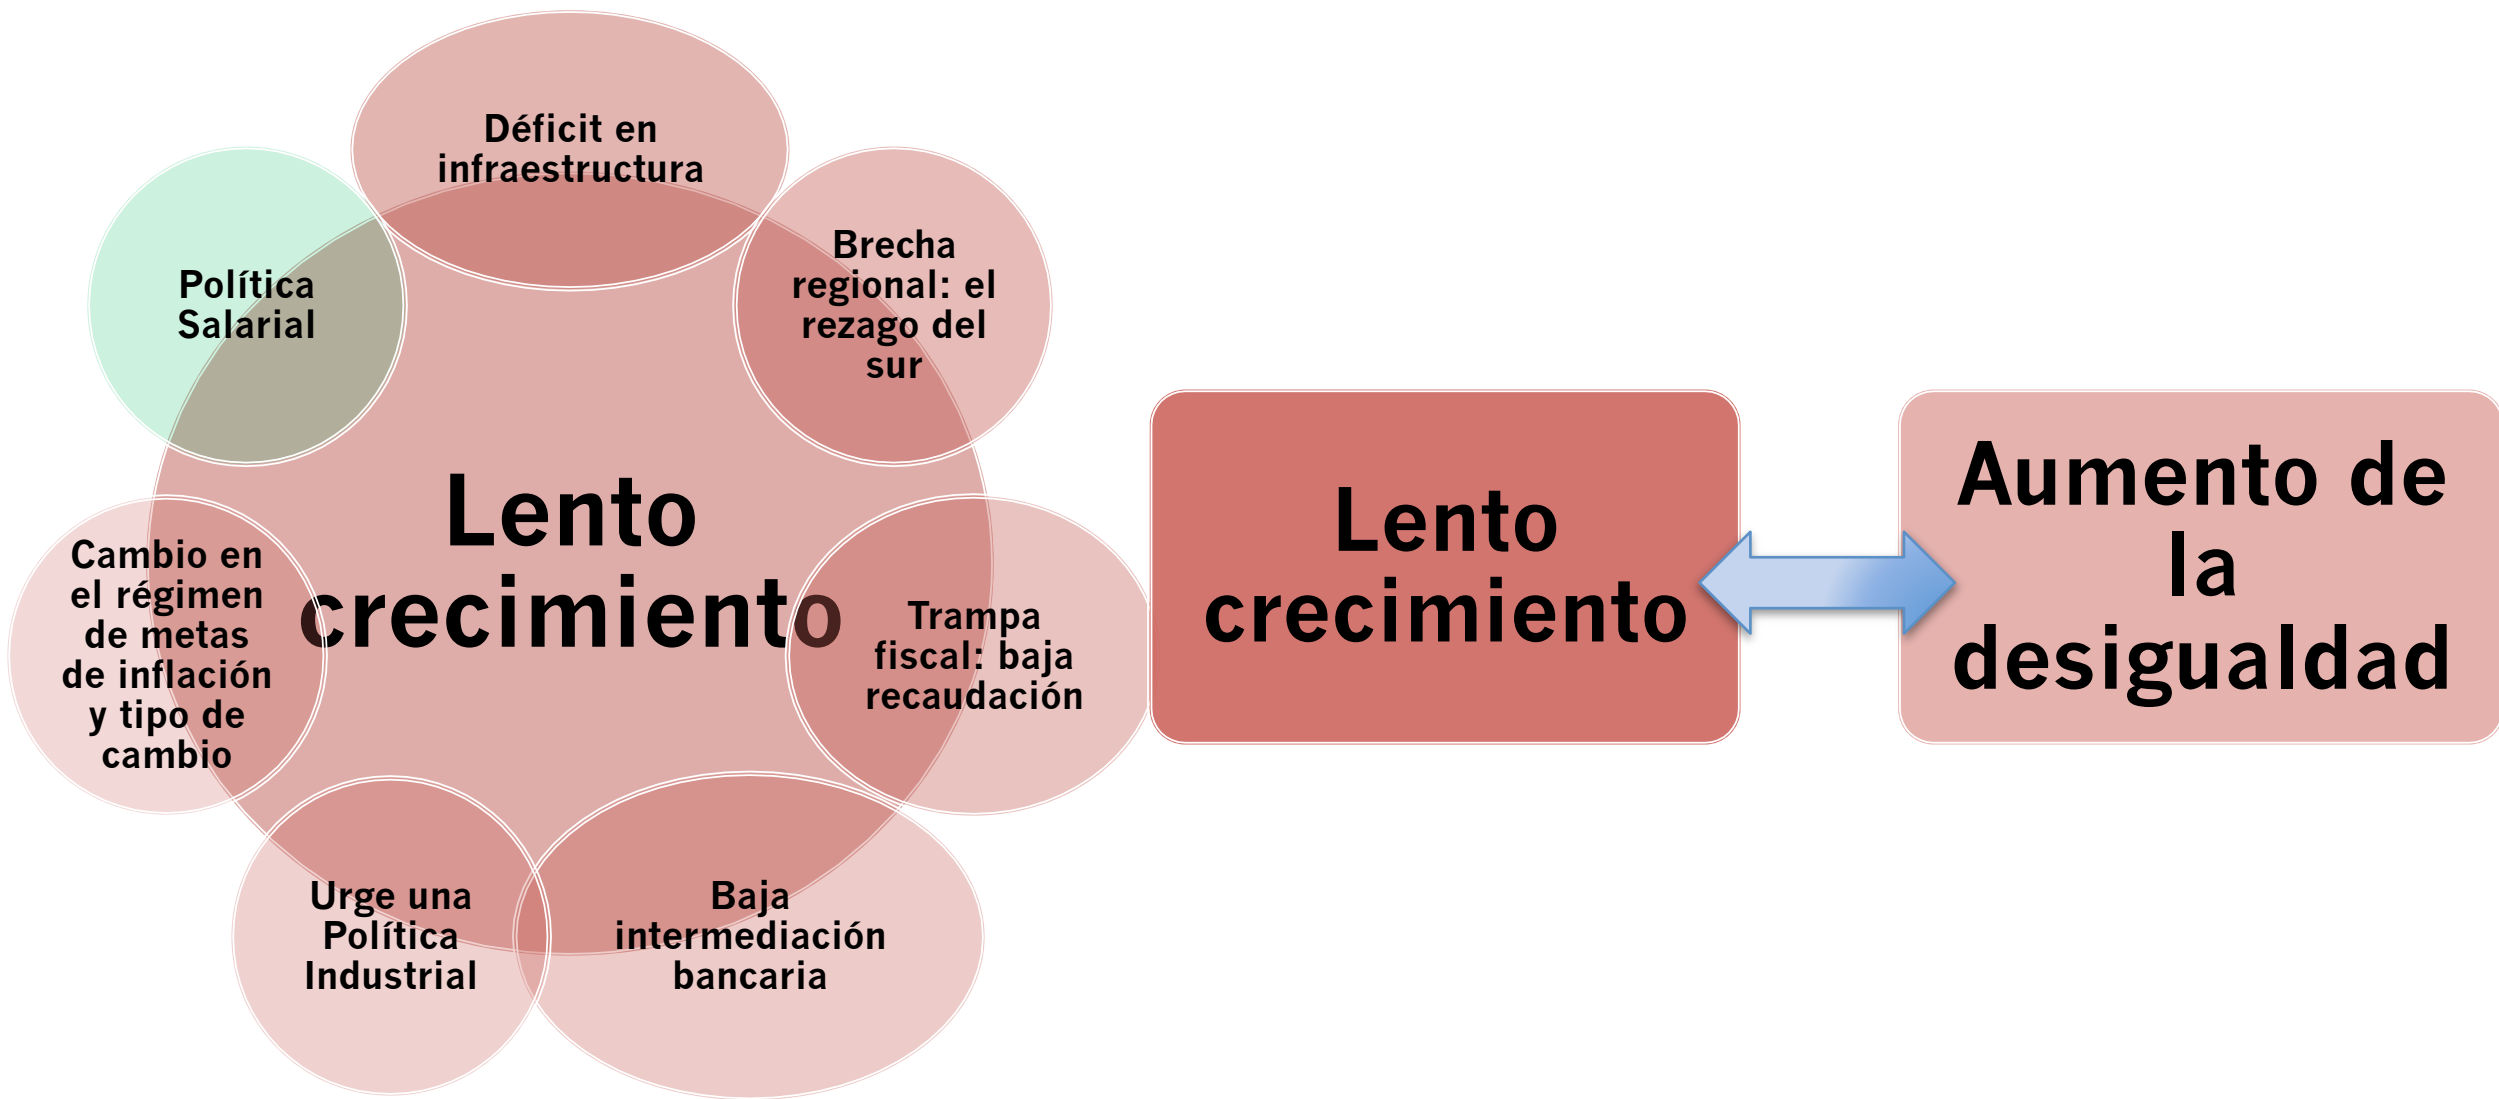 Déficit en
infraestructura
Brecha
regional: el
rezago del
sur
Política
Salarial
Lento
crecimiento
Cambio en
el régimen
de metas
de inflación
y tipo de
cambio
Trampa
fiscal: baja
recaudación
Urge una
Política
Industrial
Baja
intermediación
bancaria
Lento
crecimiento
Aumento de
la
desigualdad